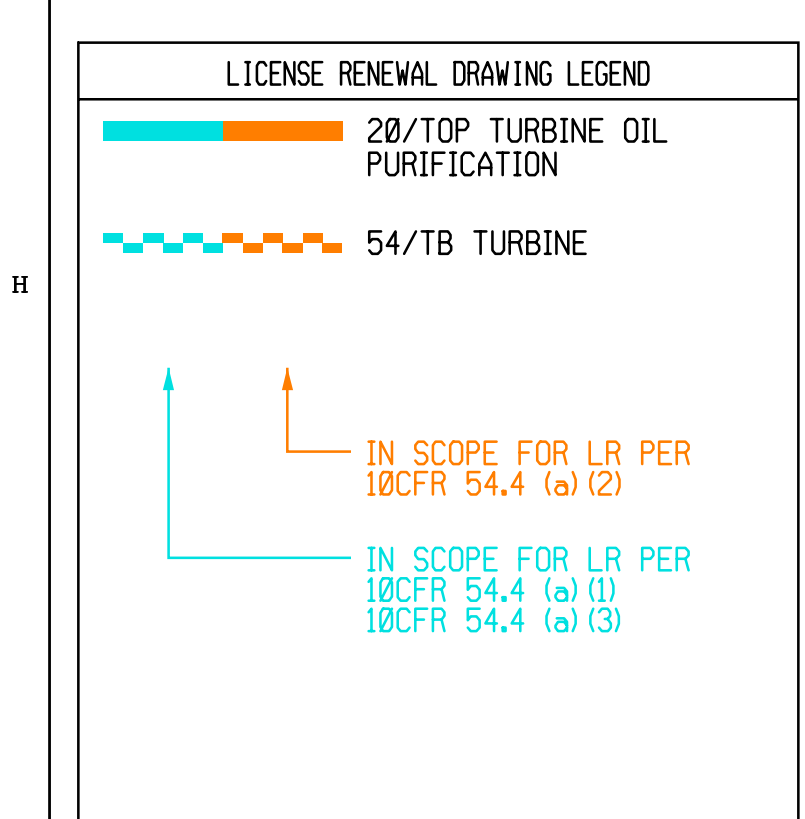 LICENSE RENEWAL DRAWING LEGEND
20/TOP TURBINE OIL
PURIFICATION
54/TB TURBINE
H
IN SCOPE FOR LR PER
10CFR 54.4 (a)(2)
IN SCOPE FOR LR PER
10CFR 54.4 (a)(1)
10CFR 54.4 (a)(3)